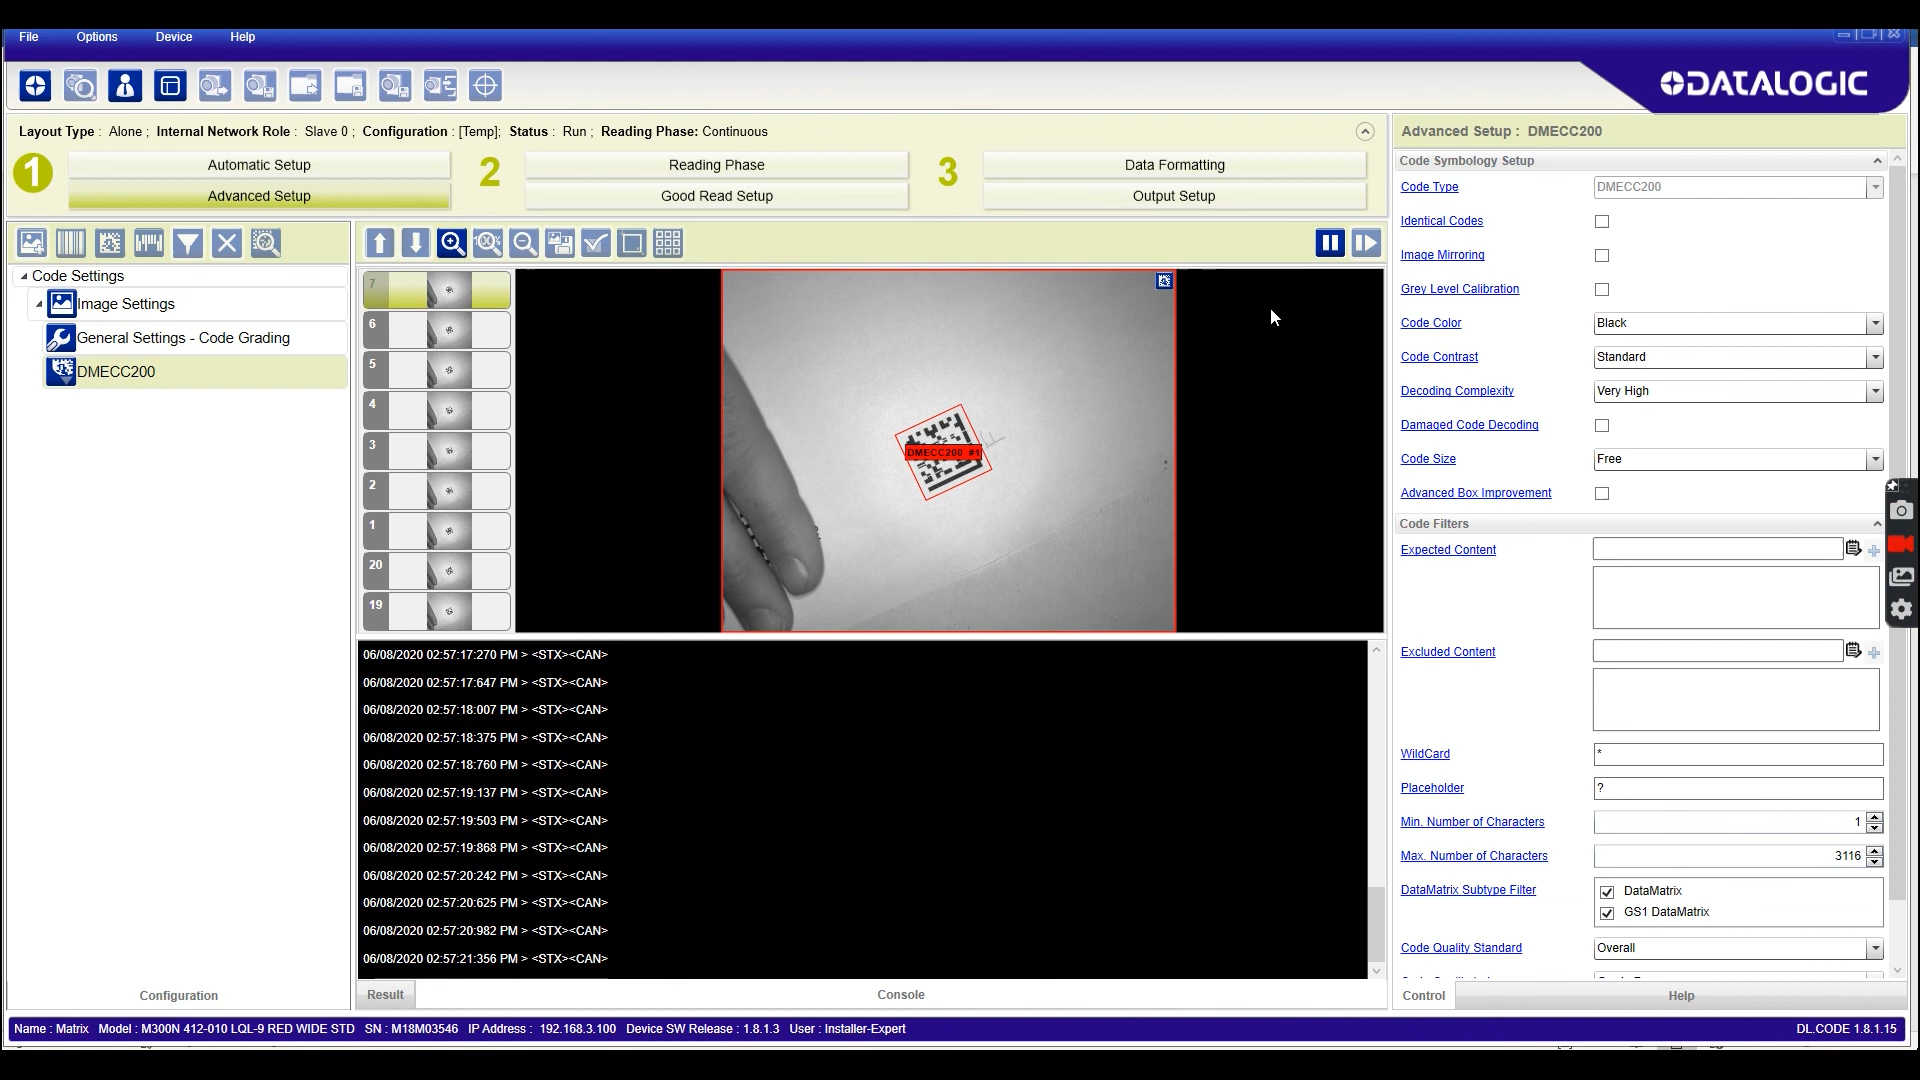 File Options Device Help
DATALOGIC
Layout Type : Alone ; Internal Network Role : Slave 0 ; Configuration : [Temp]; Status : Run ; Reading Phase: Continuous
1 Automatic Setup 2 Reading Phase 3 Data Formatting
Advanced Setup Good Read Setup Output Setup
Code Settings
Image Settings
General Settings - Code Grading
DMECC200
100%
7
6
5
4
3
2
1
20
19
DMECC200 #1
06/08/2020 02:57:17:270 PM > <STX><CAN>
06/08/2020 02:57:17:647 PM > <STX><CAN>
06/08/2020 02:57:18:007 PM > <STX><CAN>
06/08/2020 02:57:18:375 PM > <STX><CAN>
06/08/2020 02:57:18:760 PM > <STX><CAN>
06/08/2020 02:57:19:137 PM > <STX><CAN>
06/08/2020 02:57:19:503 PM > <STX><CAN>
06/08/2020 02:57:19:868 PM > <STX><CAN>
06/08/2020 02:57:20:242 PM > <STX><CAN>
06/08/2020 02:57:20:625 PM > <STX><CAN>
06/08/2020 02:57:20:982 PM > <STX><CAN>
06/08/2020 02:57:21:356 PM > <STX><CAN>
Configuration
Result Console
Advanced Setup : DMECC200
Code Symbology Setup
Code Type DMECC200
Identical Codes
Image Mirroring
Grey Level Calibration
Code Color Black
Code Contrast Standard
Decoding Complexity Very High
Damaged Code Decoding
Code Size Free
Advanced Box Improvement
Code Filters
Expected Content
Excluded Content
WildCard *
Placeholder ?
Min. Number of Characters 1
Max. Number of Characters 3116
DataMatrix Subtype Filter DataMatrix
GS1 DataMatrix
Code Quality Standard Overall
Control Help
Name : Matrix Model : M300N 412-010 LQL-9 RED WIDE STD SN : M18M03546 IP Address : 192.168.3.100 Device SW Release : 1.8.1.3 User : Installer-Expert DL.CODE 1.8.1.15